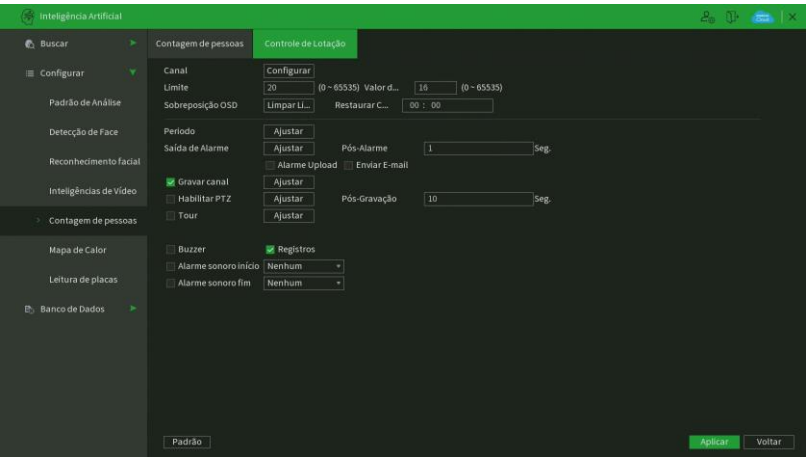 Inteligência Artificial
Buscar
Configurar
Padrão de Análise
Detecção de Face
Reconhecimento facial
Inteligências de Vídeo
Contagem de pessoas
Mapa de Calor
Leitura de placas
Banco de Dados
Contagem de pessoas Controle de Lotação
Canal Configurar
Limite 20 (0 ~ 65535) Valor d... 16 (0 ~ 65535)
Sobreposição OSD Limpar Li... Restaurar C... 00 : 00
Periodo Ajustar
Saída de Alarme Ajustar Pós-Alarme 1 Seg.
Alarme Upload Enviar E-mail
Gravar canal Ajustar
Habilitar PTZ Ajustar Pós-Gravação 10 Seg.
Tour Ajustar
Buzzer Registros
Alarme sonoro início Nenhum
Alarme sonoro fim Nenhum
Padrão Aplicar Voltar